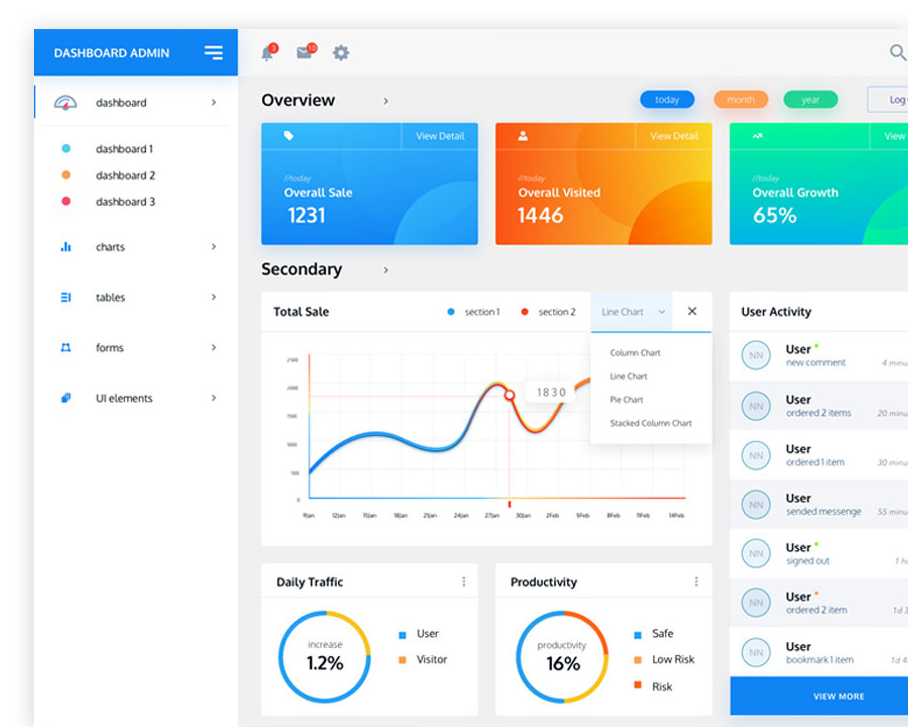 DASHBOARD ADMIN
3
10
dashboard
dashboard 1
dashboard 2
dashboard 3
charts
tables
forms
UI elements
Overview
today
month
year
Log
View Detail
//today
Overall Sale
1231
View Detail
//today
Overall Visited
1446
View
//today
Overall Growth
65%
Secondary
Total Sale
section 1
section 2
Line Chart
Column Chart
Line Chart
Pie Chart
Stacked Column Chart
2500
2000
1500
1000
500
0
1830
9Jan 12Jan 15Jan 18Jan 21Jan 24Jan 27Jan 30Jan 2Feb 5Feb 8Feb 11Feb 14Feb
User Activity
NN
User
new comment
4 minu
NN
User
ordered 2 items
20 minu
NN
User
ordered 1 item
30 minu
NN
User
sended messenge
55 minu
NN
User
signed out
1 h
NN
User
ordered 2 item
1d 3
NN
User
bookmark 1 item
1d 4
VIEW MORE
Daily Traffic
increase
1.2%
User
Visitor
Productivity
productivity
16%
Safe
Low Risk
Risk